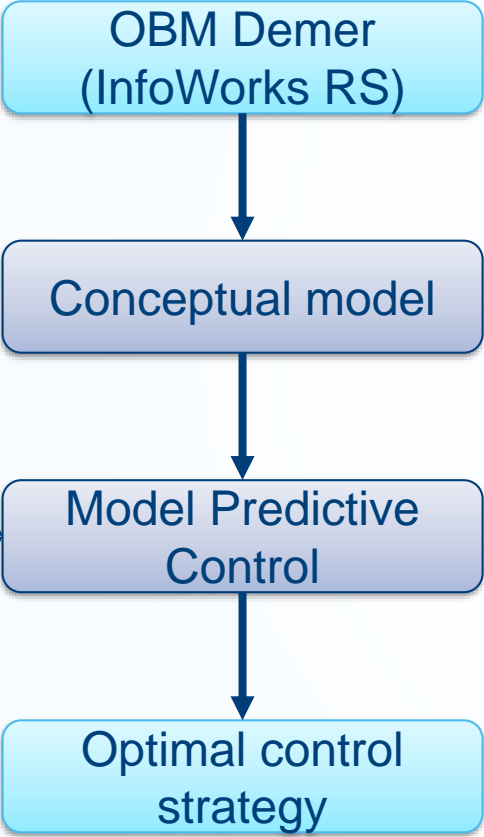 OBM Demer
(InfoWorks RS)
Conceptual model
Model Predictive
Control
Optimal control
strategy